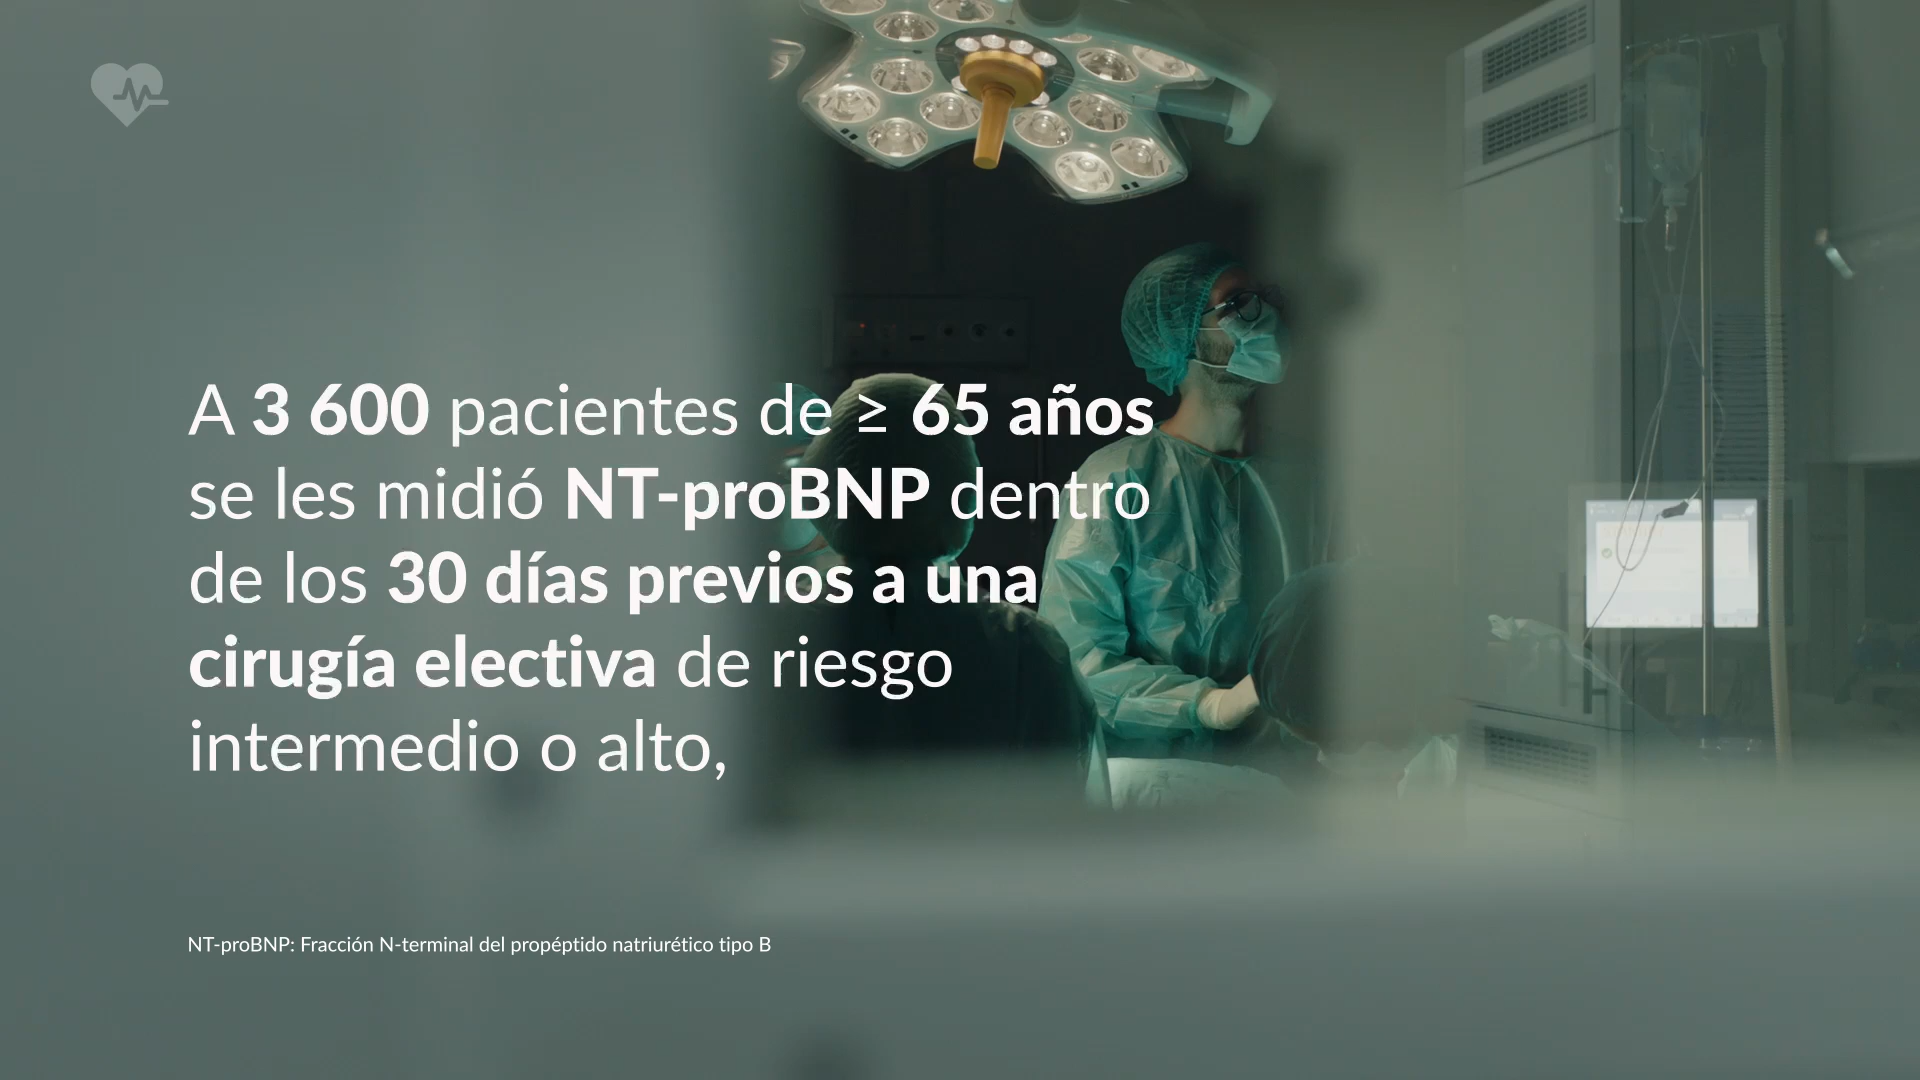 A 3 600 pacientes de ≥ 65 años
se les midió NT-proBNP dentro
de los 30 días previos a una
cirugía electiva de riesgo
intermedio o alto,
NT-proBNP: Fracción N-terminal del propéptido natriurético tipo B